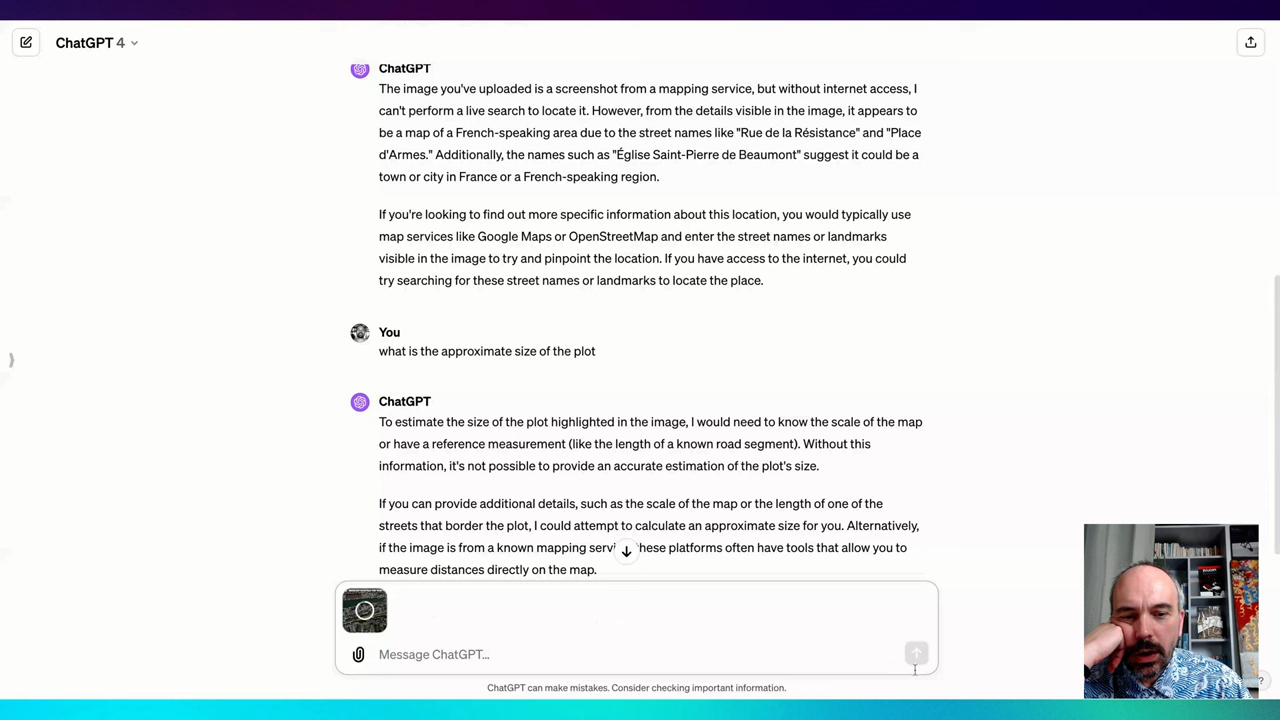 ChatGPT 4
ChatGPT
The image you've uploaded is a screenshot from a mapping service, but without internet access, I
can't perform a live search to locate it. However, from the details visible in the image, it appears to
be a map of a French-speaking area due to the street names like "Rue de la Résistance" and "Place
d'Armes." Additionally, the names such as "Église Saint-Pierre de Beaumont" suggest it could be a
town or city in France or a French-speaking region.
If you're looking to find out more specific information about this location, you would typically use
map services like Google Maps or OpenStreetMap and enter the street names or landmarks
visible in the image to try and pinpoint the location. If you have access to the internet, you could
try searching for these street names or landmarks to locate the place.
You
what is the approximate size of the plot
ChatGPT
To estimate the size of the plot highlighted in the image, I would need to know the scale of the map
or have a reference measurement (like the length of a known road segment). Without this
information, it's not possible to provide an accurate estimation of the plot's size.
If you can provide additional details, such as the scale of the map or the length of one of the
streets that border the plot, I could attempt to calculate an approximate size for you. Alternatively,
if the image is from a known mapping servi these platforms often have tools that allow you to
measure distances directly on the map.
Message ChatGPT...
ChatGPT can make mistakes. Consider checking important information.
?